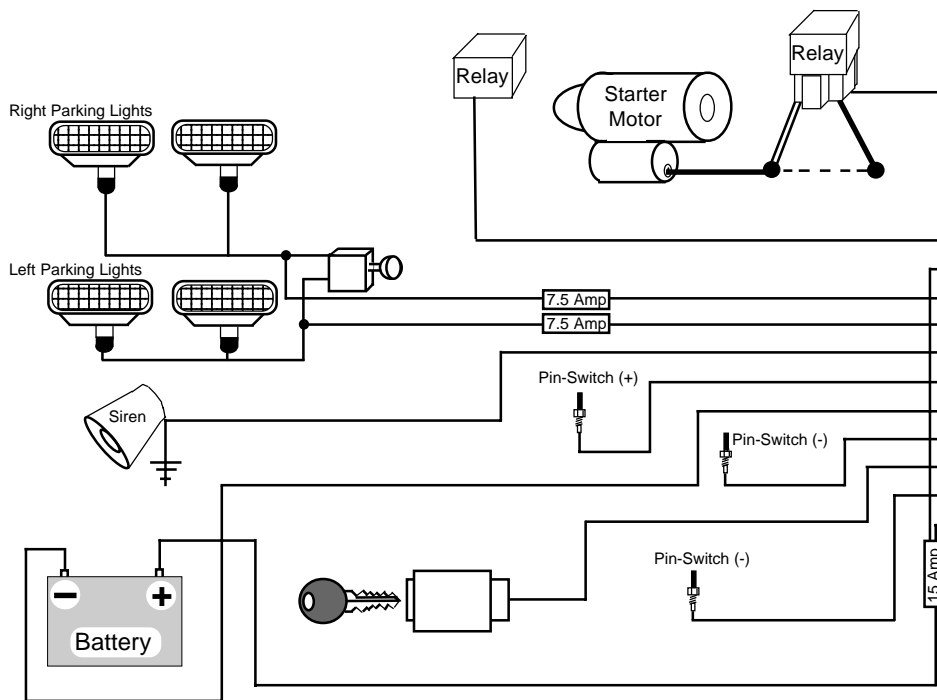 Relay
Relay
Starter
Motor
Right Parking Lights
Left Parking Lights
7.5 Amp
7.5 Amp
Pin-Switch (+)
Siren
Pin-Switch (-)
Pin-Switch (-)
15 Amp
Battery